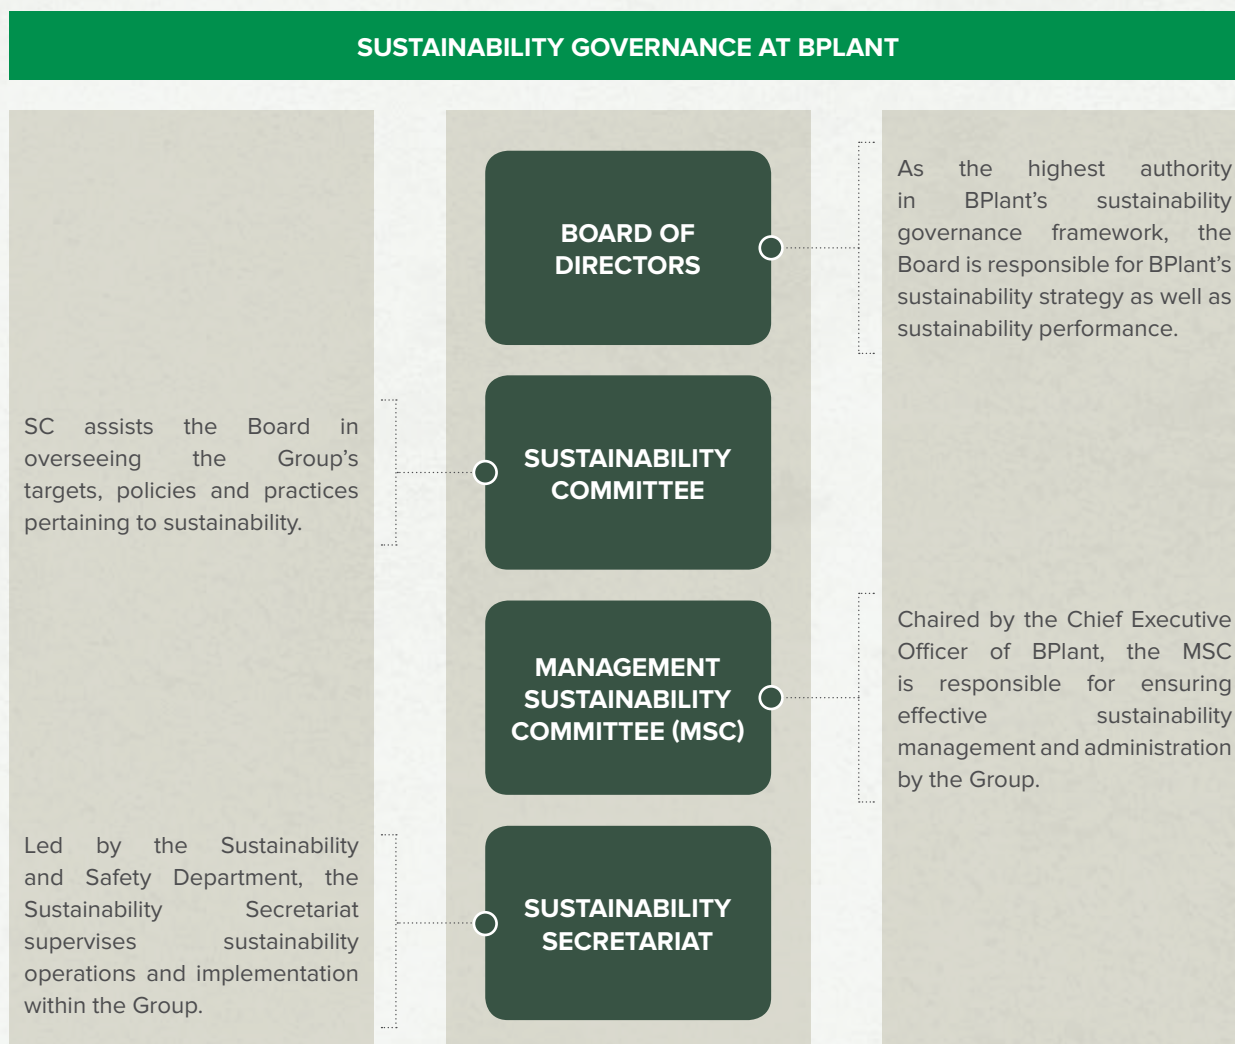 SUSTAINABILITY GOVERNANCE AT BPLANT
BOARD OF
DIRECTORS
As the highest authority
in BPlant's sustainability
governance framework, the
Board is responsible for BPlant's
sustainability strategy as well as
sustainability performance.
SC assists the Board in
overseeing the Group's
targets, policies and practices
pertaining to sustainability.
SUSTAINABILITY
COMMITTEE
MANAGEMENT
SUSTAINABILITY
COMMITTEE (MSC)
Chaired by the Chief Executive
Officer of BPlant, the MSC
is responsible for ensuring
effective sustainability
management and administration
by the Group.
Led by the Sustainability
and Safety Department, the
Sustainability Secretariat
supervises sustainability
operations and implementation
within the Group.
SUSTAINABILITY
SECRETARIAT